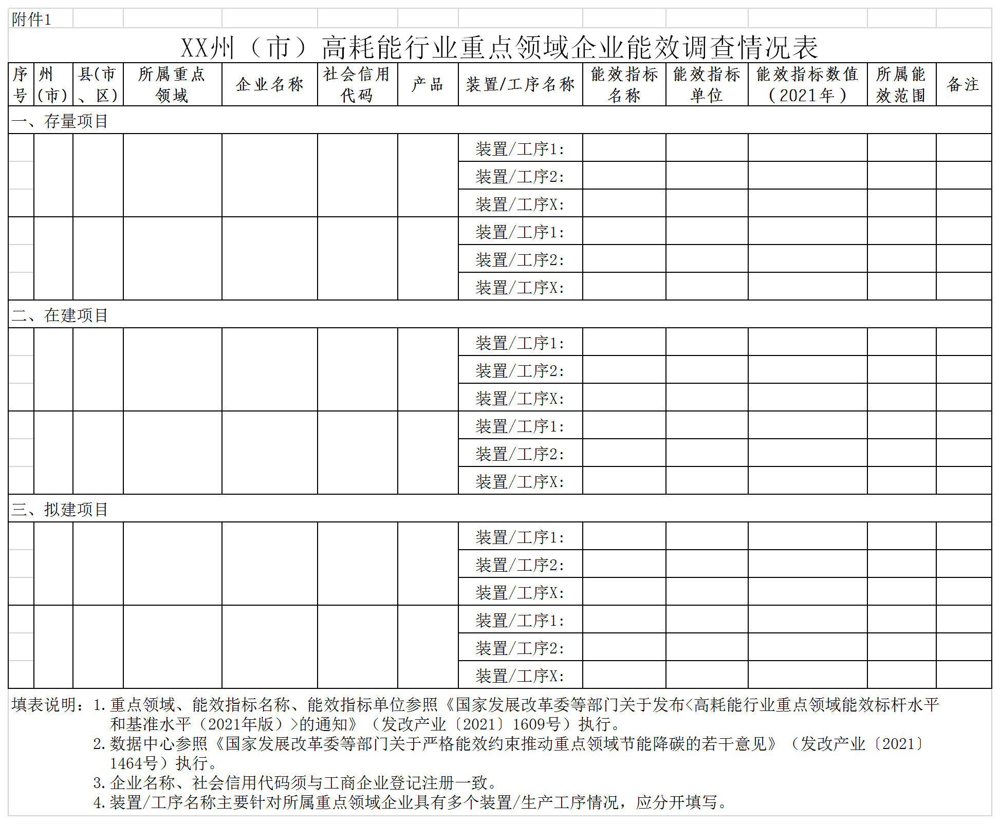 附件1
XX州（市）高耗能行业重点领域企业能效调查情况表
序号 州(市) 县(市、区) 所属重点领域 企业名称 社会信用代码 产品 装置/工序名称 能效指标名称 能效指标单位 能效指标数值（2021年） 所属能效范围 备注
一、存量项目
装置/工序1:
装置/工序2:
装置/工序X:
装置/工序1:
装置/工序2:
装置/工序X:
二、在建项目
装置/工序1:
装置/工序2:
装置/工序X:
装置/工序1:
装置/工序2:
装置/工序X:
三、拟建项目
装置/工序1:
装置/工序2:
装置/工序X:
装置/工序1:
装置/工序2:
装置/工序X:
填表说明：1.重点领域、能效指标名称、能效指标单位参照《国家发展改革委等部门关于发布<高耗能行业重点领域能效标杆水平
和基准水平（2021年版）>的通知》（发改产业〔2021〕1609号）执行。
2.数据中心参照《国家发展改革委等部门关于严格能效约束推动重点领域节能降碳的若干意见》（发改产业〔2021〕
1464号）执行。
3.企业名称、社会信用代码须与工商企业登记注册一致。
4.装置/工序名称主要针对所属重点领域企业具有多个装置/生产工序情况，应分开填写。